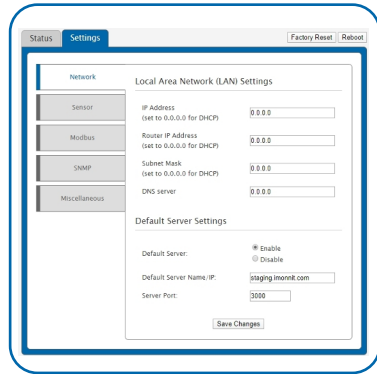 Status Settings Factory Reset Reboot
Network
Sensor
Modbus
SNMP
Miscellaneous
Local Area Network (LAN) Settings
IP Address
(set to 0.0.0.0 for DHCP)
0.0.0.0
Router IP Address
(set to 0.0.0.0 for DHCP)
0.0.0.0
Subnet Mask
(set to 0.0.0.0 for DHCP)
0.0.0.0
DNS server
0.0.0.0
Default Server Settings
Default Server:
Enable
Disable
Default Server Name/IP:
staging.imonnit.com
Server Port:
3000
Save Changes